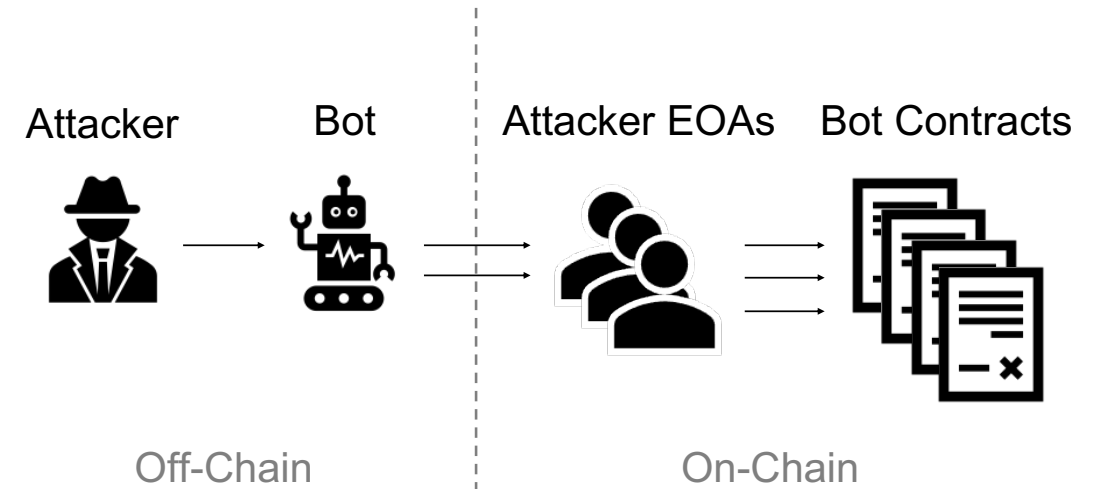 Attacker
Bot
Attacker EOAs
Bot Contracts
Off-Chain
On-Chain